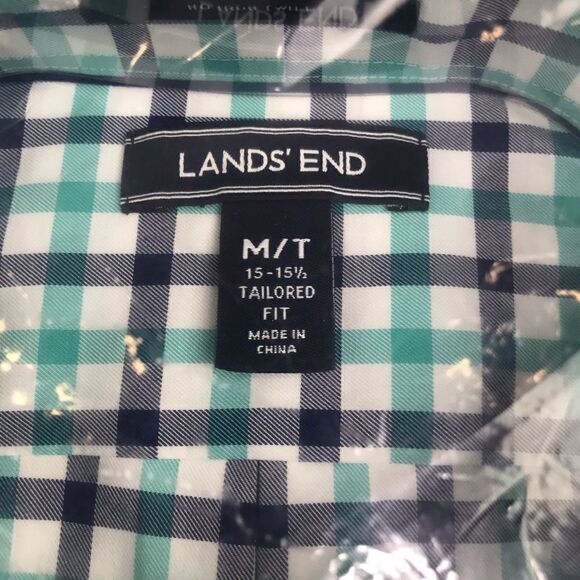 LANDS' END
M/T
15-15½
TAILORED
FIT
MADE IN
CHINA